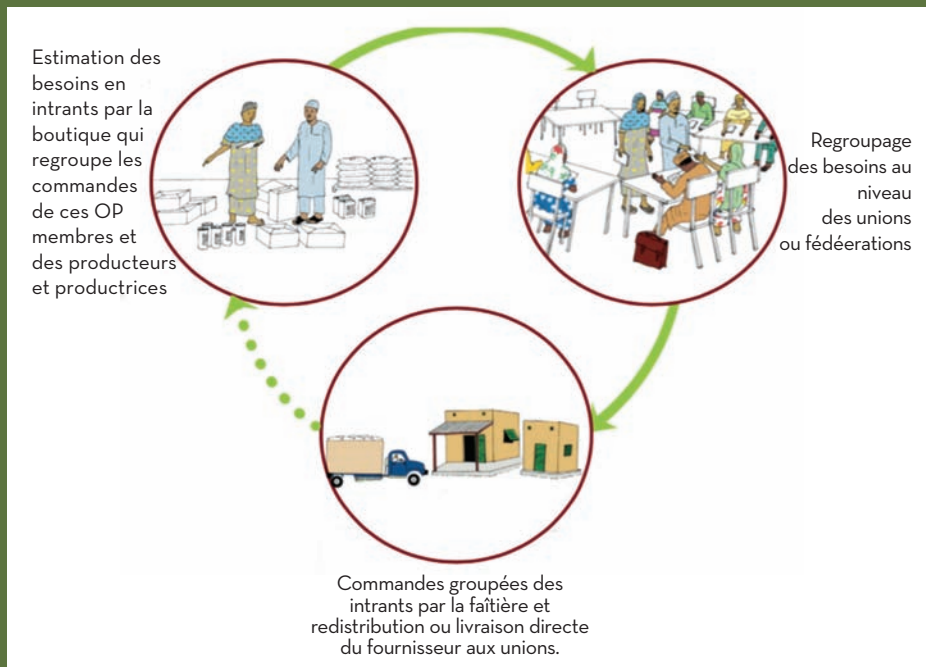 Estimation des
besoins en
intrants par la
boutique qui
regroupe les
commandes
de ces OP
membres et
des producteurs
et productrices
Regroupage
des besoins au
niveau
des unions
ou fédéerations
Commandes groupées des
intrants par la faîtière et
redistribution ou livraison directe
du fournisseur aux unions.